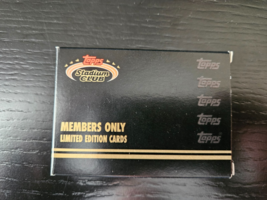 Topps
Stadium
CLUB
MEMBERS ONLY
LIMITED EDITION CARDS
TOPPS
TOPPS
TOPPS
TOPPS
TOPPS